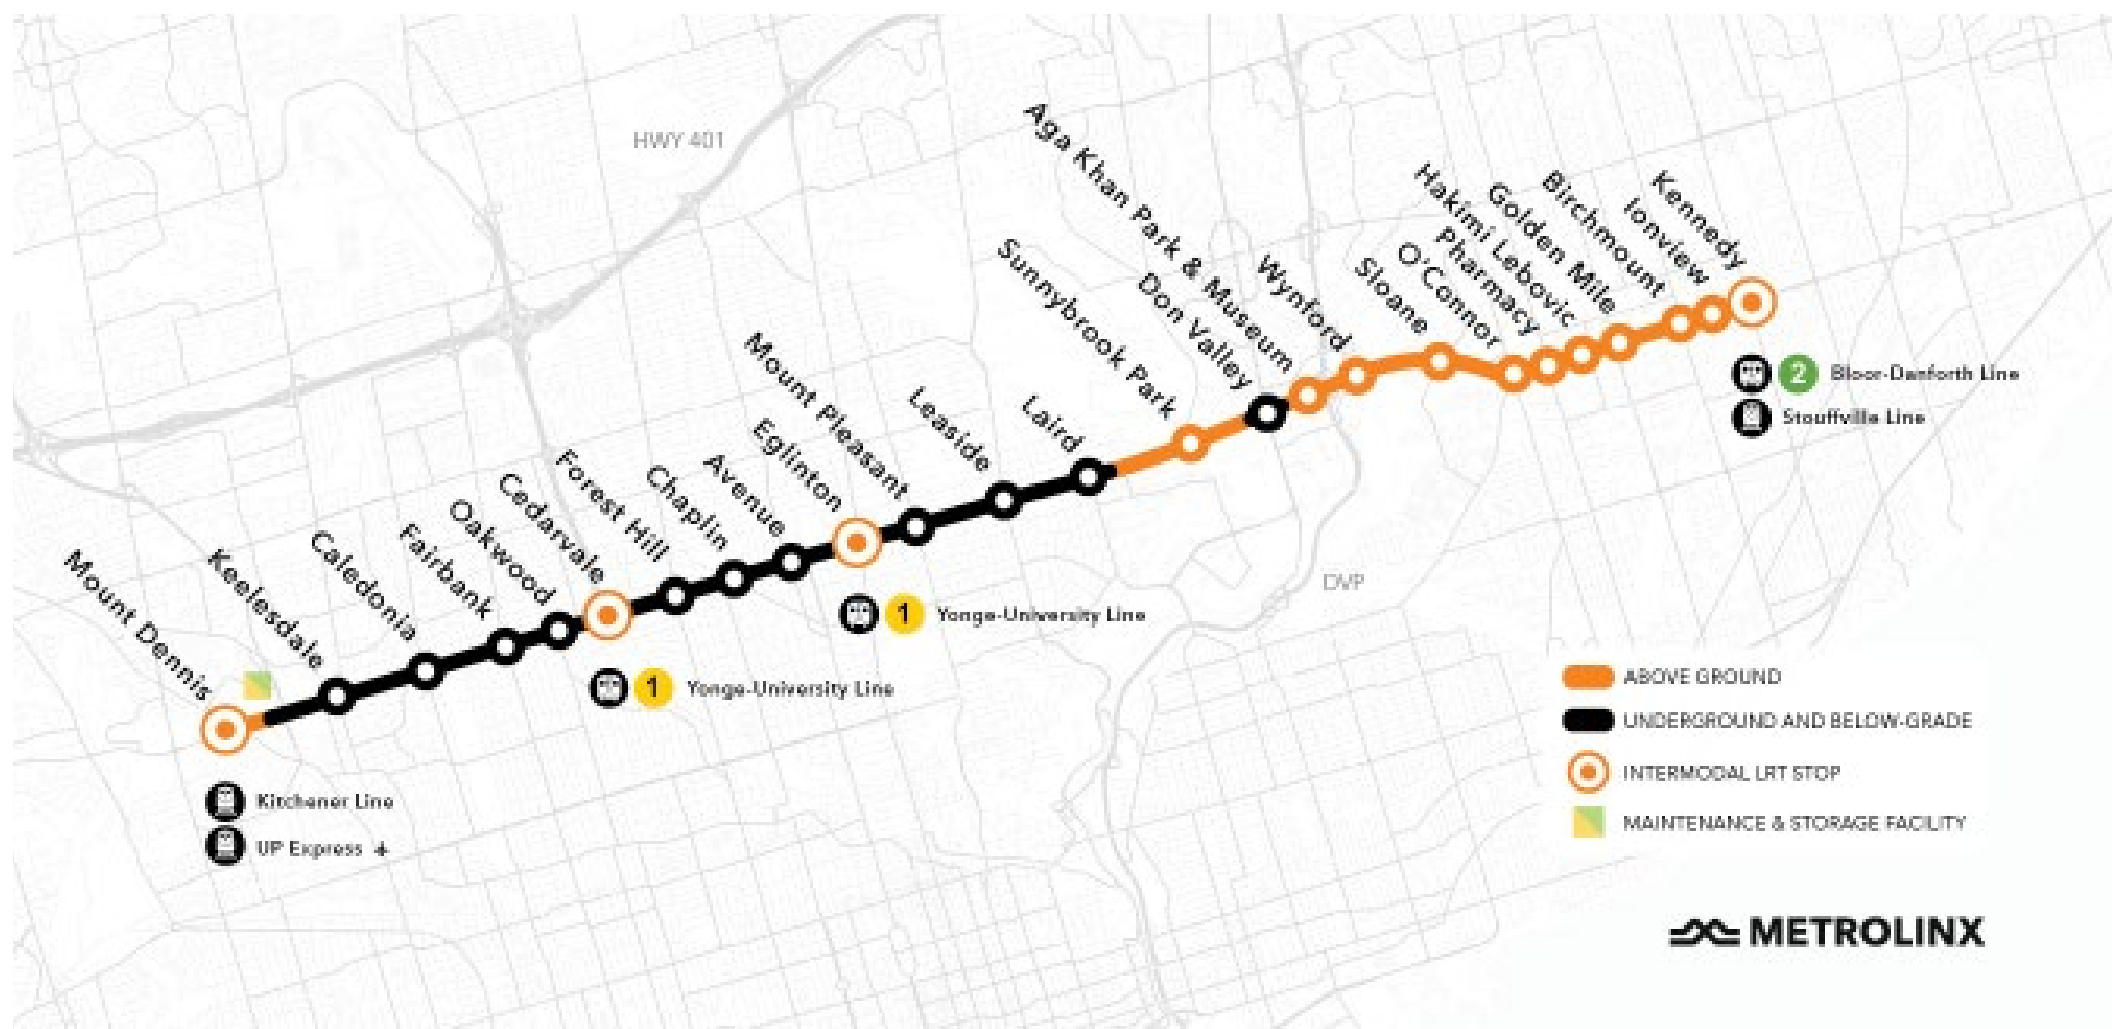 HWY 401
Mount Dennis
Keelesdale
Caledonia
Fairbank
Oakwood
Cedarvale
Forest Hill
Chaplin
Avenue
Eglinton
Mount Pleasant
Leaside
Laird
Sunnybrook Park
Don Valley
Aga Khan Park & Museum
Wynford
Sloane
O'Connor
Pharmacy
Hakimi Lebovic
Golden Mile
Birchmount
Ionview
Kennedy
2 Bloor-Danforth Line
Stouffville Line
DVP
1 Yonge-University Line
1 Yonge-University Line
Kitchener Line
UP Express +
ABOVE GROUND
UNDERGROUND AND BELOW-GRADE
INTERMODAL LRT STOP
MAINTENANCE & STORAGE FACILITY
METROLINX